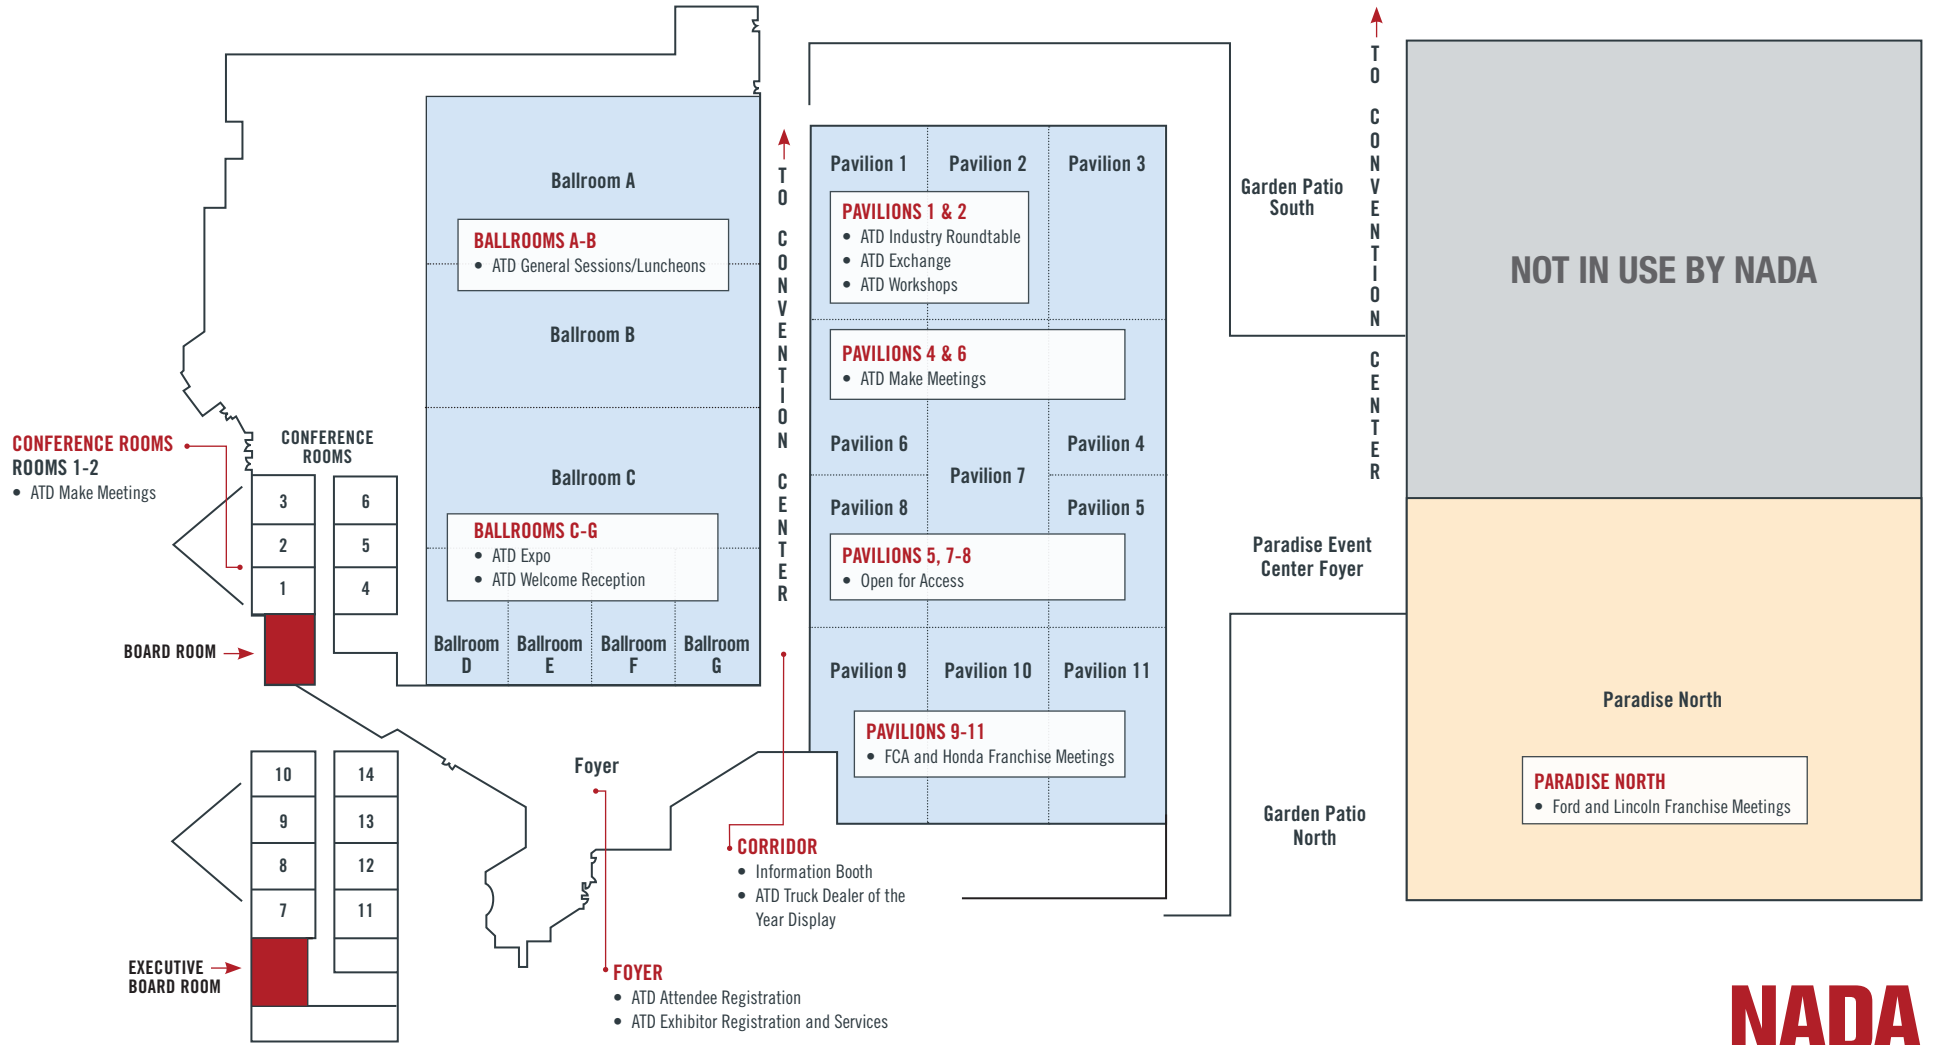 CONFERENCE ROOMS
ROOMS 1-2
• ATD Make Meetings
CONFERENCE
ROOMS
3
6
2
5
1
4
BOARD ROOM
10
14
9
13
8
12
7
11
EXECUTIVE
BOARD ROOM
Ballroom A
BALLROOMS A-B
• ATD General Sessions/Luncheons
Ballroom B
Ballroom C
BALLROOMS C-G
• ATD Expo
• ATD Welcome Reception
Ballroom
D
Ballroom
E
Ballroom
F
Ballroom
G
Foyer
FOYER
• ATD Attendee Registration
• ATD Exhibitor Registration and Services
TO CONVENTION CENTER
CORRIDOR
• Information Booth
• ATD Truck Dealer of the
Year Display
Pavilion 1
Pavilion 2
Pavilion 3
PAVILIONS 1 & 2
• ATD Industry Roundtable
• ATD Exchange
• ATD Workshops
PAVILIONS 4 & 6
• ATD Make Meetings
Pavilion 6
Pavilion 4
Pavilion 7
Pavilion 8
Pavilion 5
PAVILIONS 5, 7-8
• Open for Access
Pavilion 9
Pavilion 10
Pavilion 11
PAVILIONS 9-11
• FCA and Honda Franchise Meetings
Garden Patio
South
TO CONVENTION CENTER
Paradise Event
Center Foyer
Garden Patio
North
NOT IN USE BY NADA
Paradise North
PARADISE NORTH
• Ford and Lincoln Franchise Meetings
NADA